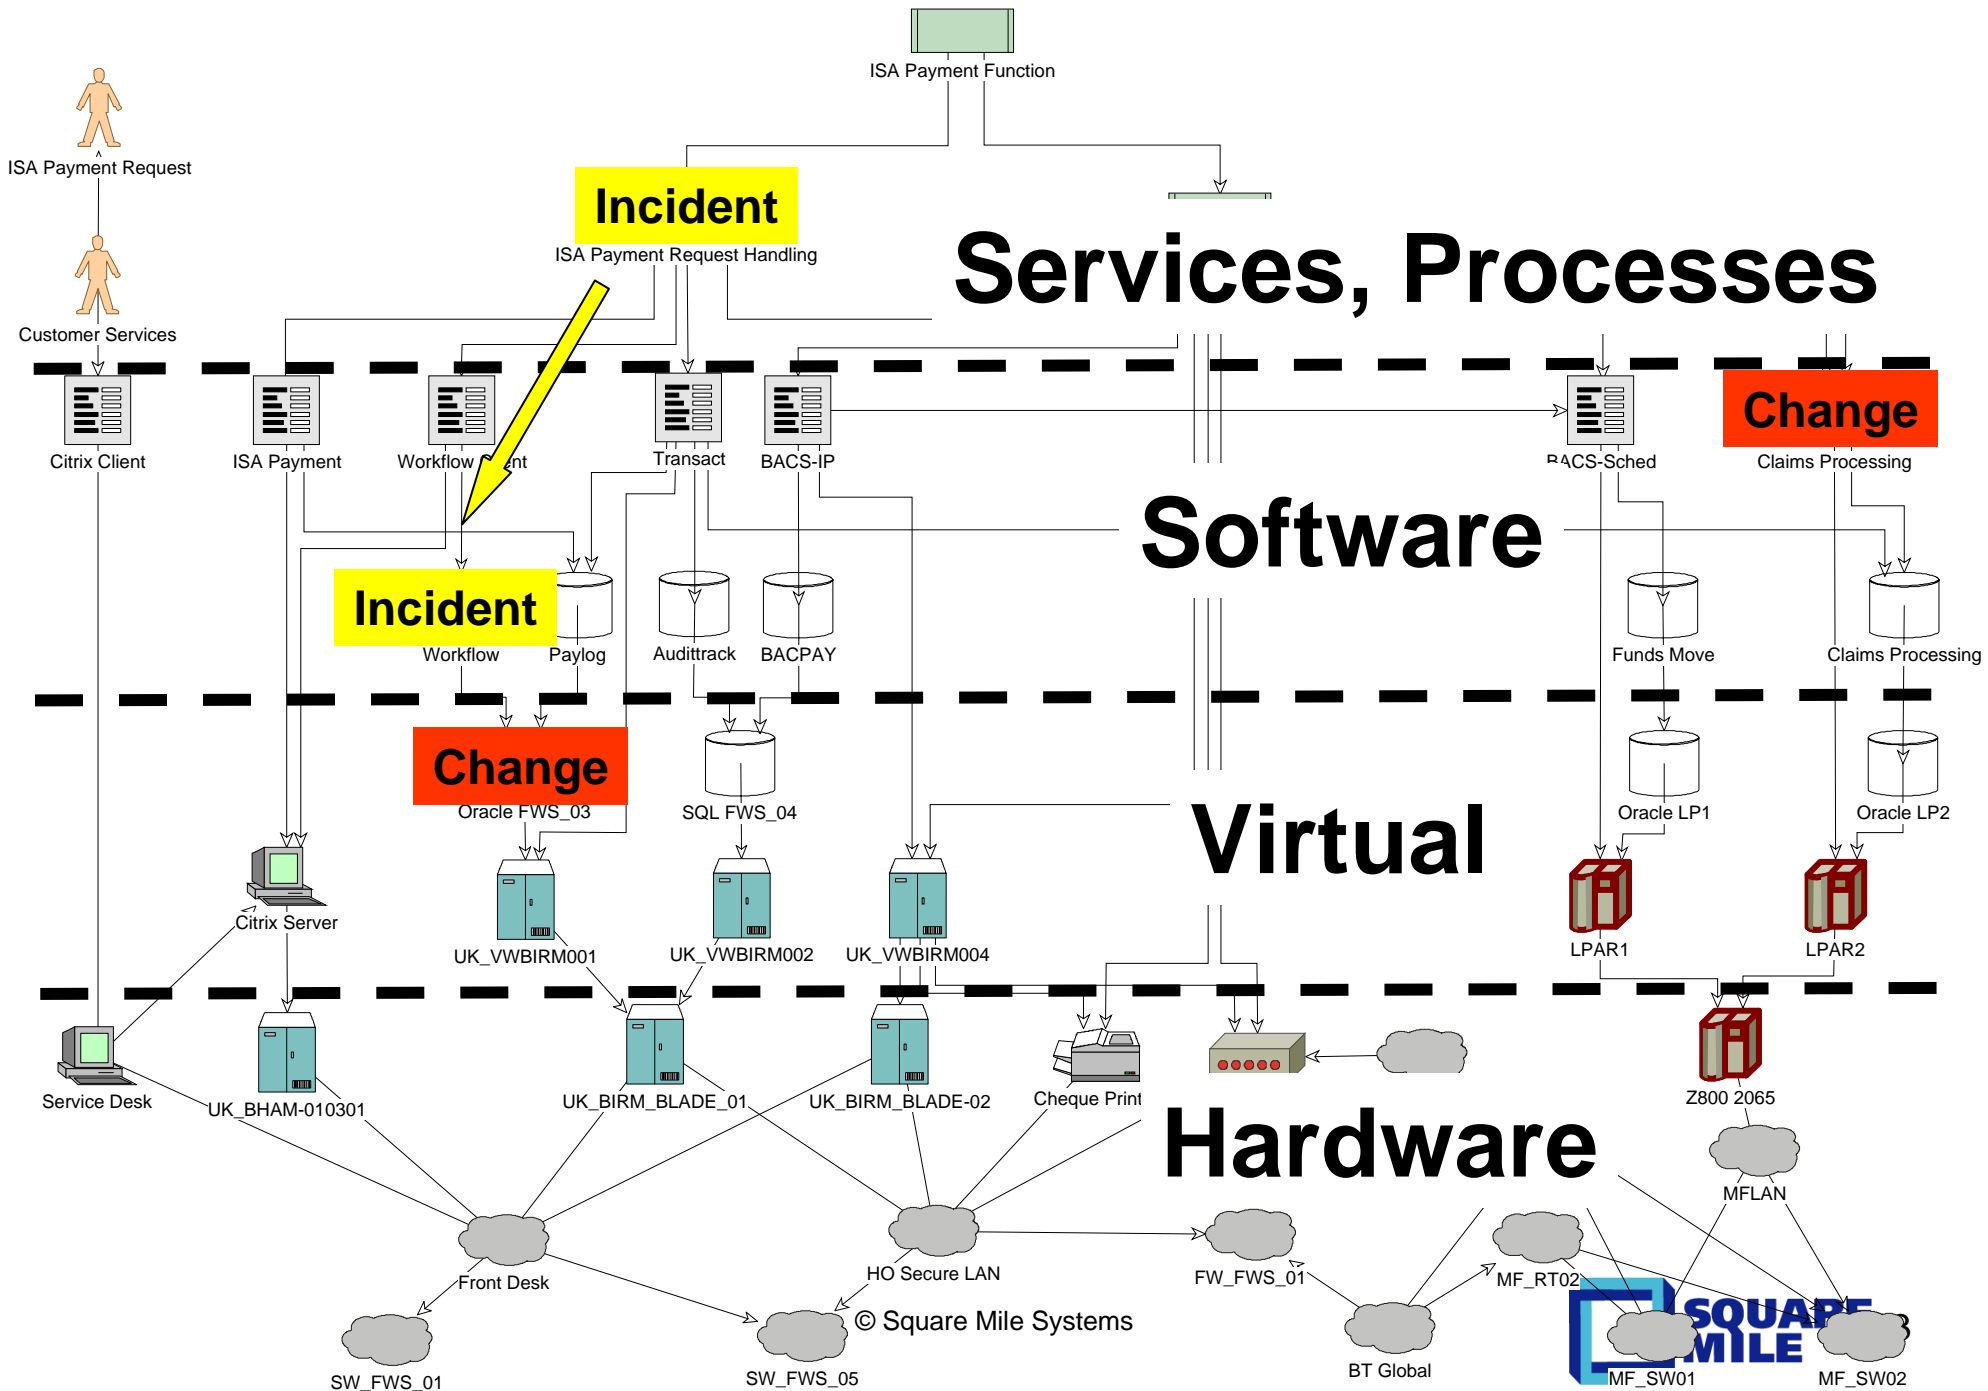 ISA Payment Function
ISA Payment Request
Incident
ISA Payment Request Handling
Services, Processes
Customer Services
Change
Citrix Client
ISA Payment
Workflow
ent
Transact
BACS-IP
BACS-Sched
Claims Processing
Software
Incident
Workflow
Paylog
Audittrack
BACPAY
Funds Move
Claims Processing
Change
Oracle FWS_03
SQL FWS_04
Virtual
Oracle LP1
Oracle LP2
Citrix Server
UK_VWBIRM001
UK_VWBIRM002
UK_VWBIRM004
LPAR1
LPAR2
Service Desk
UK_BHAM-010301
UK_BIRM_BLADE_01
UK_BIRM_BLADE-02
Cheque Print
Z800 2065
Hardware
MFLAN
Front Desk
HO Secure LAN
FW_FWS_01
MF_RT02
© Square Mile Systems
SQUARE
MILE
SW_FWS_01
SW_FWS_05
BT Global
MF_SW01
MF_SW02